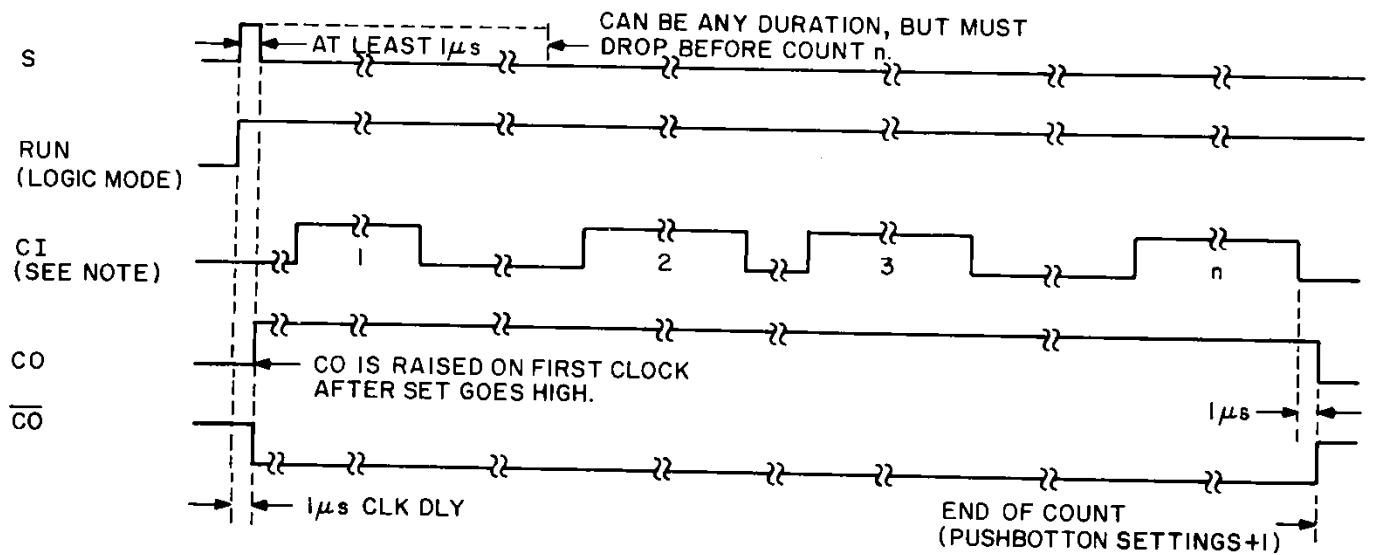 CAN BE ANY DURATION, BUT MUST
DROP BEFORE COUNT n.
AT LEAST 1μs
S
RUN
(LOGIC MODE)
CI
(SEE NOTE)
1
2
3
n
CO
CO IS RAISED ON FIRST CLOCK
AFTER SET GOES HIGH.
1μs
C̅O̅
1μs CLK DLY
END OF COUNT
(PUSHBOTTON SETTINGS+1)